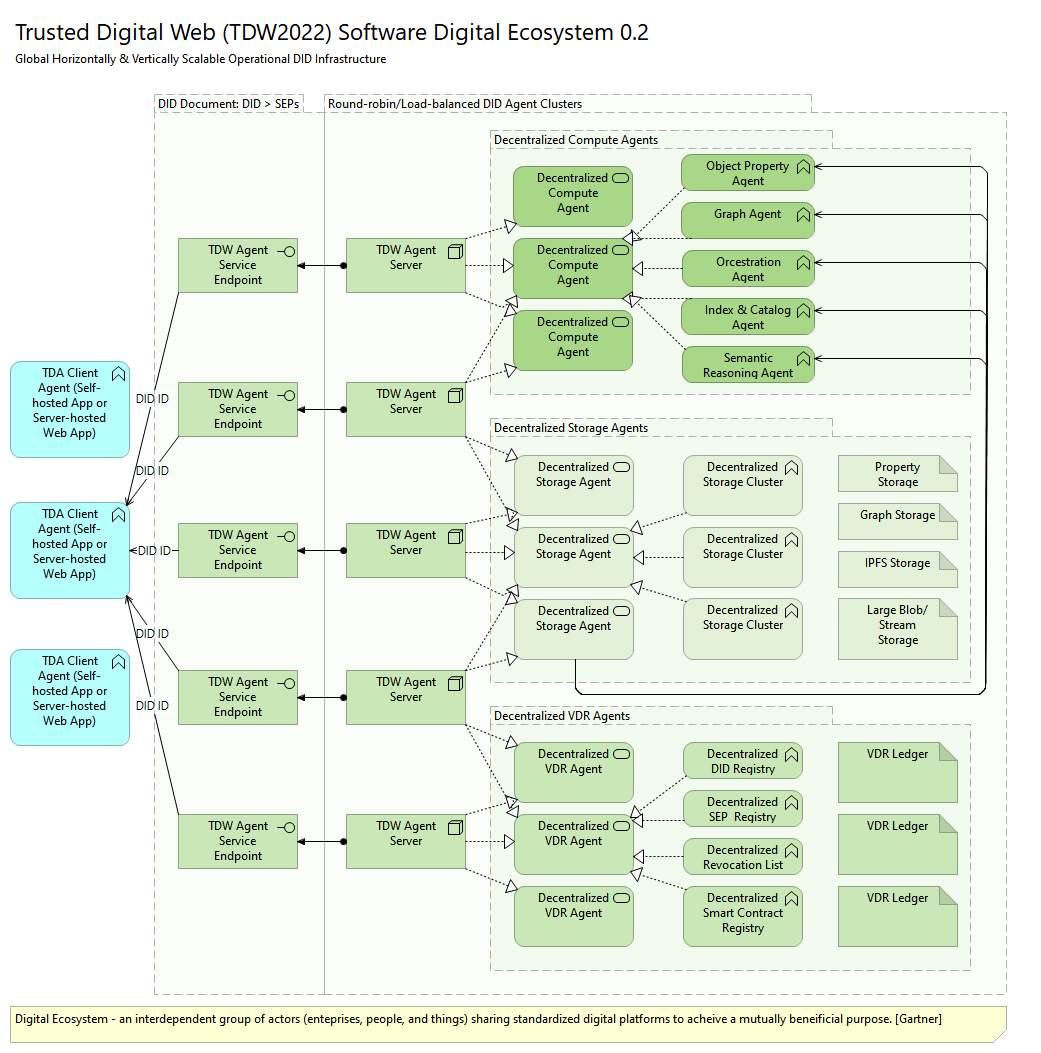 Trusted Digital Web (TDW2022) Software Digital Ecosystem 0.2
Global Horizontally & Vertically Scalable Operational DID Infrastructure
DID Document: DID > SEPs
Round-robin/Load-balanced DID Agent Clusters
Decentralized Compute Agents
Decentralized
Compute
Agent
Decentralized
Compute
Agent
Decentralized
Compute
Agent
Object Property
Agent
Graph Agent
Orcestration
Agent
Index & Catalog
Agent
Semantic
Reasoning Agent
TDW Agent
Service
Endpoint
TDW Agent
Server
TDW Agent
Service
Endpoint
TDW Agent
Server
TDW Agent
Service
Endpoint
TDW Agent
Server
TDW Agent
Service
Endpoint
TDW Agent
Server
TDW Agent
Service
Endpoint
TDW Agent
Server
TDA Client
Agent (Self-
hosted App or
Server-hosted
Web App)
TDA Client
Agent (Self-
hosted App or
Server-hosted
Web App)
TDA Client
Agent (Self-
hosted App or
Server-hosted
Web App)
DID ID
DID ID
DID ID
DID ID
DID ID
Decentralized Storage Agents
Decentralized
Storage Agent
Decentralized
Storage Agent
Decentralized
Storage Agent
Decentralized
Storage Cluster
Decentralized
Storage Cluster
Decentralized
Storage Cluster
Property
Storage
Graph Storage
IPFS Storage
Large Blob/
Stream
Storage
Decentralized VDR Agents
Decentralized
VDR Agent
Decentralized
VDR Agent
Decentralized
VDR Agent
Decentralized
DID Registry
Decentralized
SEP  Registry
Decentralized
Revocation List
Decentralized
Smart Contract
Registry
VDR Ledger
VDR Ledger
VDR Ledger
Digital Ecosystem - an interdependent group of actors (enteprises, people, and things) sharing standardized digital platforms to acheive a mutually beneificial purpose. [Gartner]